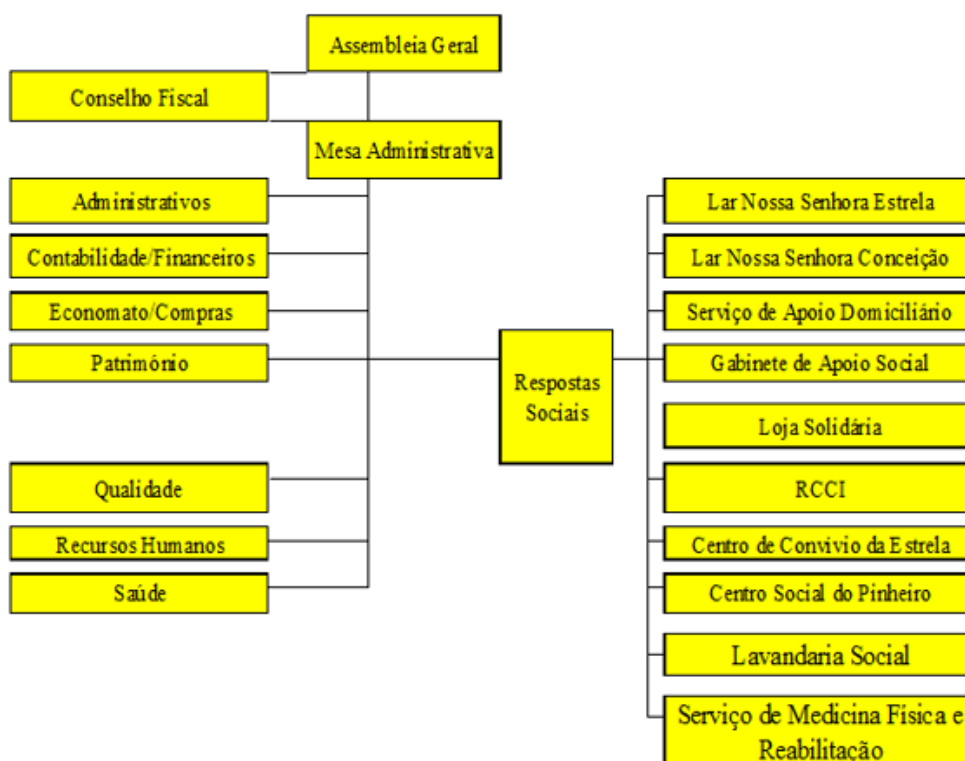 Assembleia Geral
Conselho Fiscal
Mesa Administrativa
Administrativos
Contabilidade/Financeiros
Economato/Compras
Património
Qualidade
Recursos Humanos
Saúde
Respostas
Sociais
Lar Nossa Senhora Estrela
Lar Nossa Senhora Conceição
Serviço de Apoio Domiciliário
Gabinete de Apoio Social
Loja Solidária
RCCI
Centro de Convivio da Estrela
Centro Social do Pinheiro
Lavandaria Social
Serviço de Medicina Física e
Reabilitação